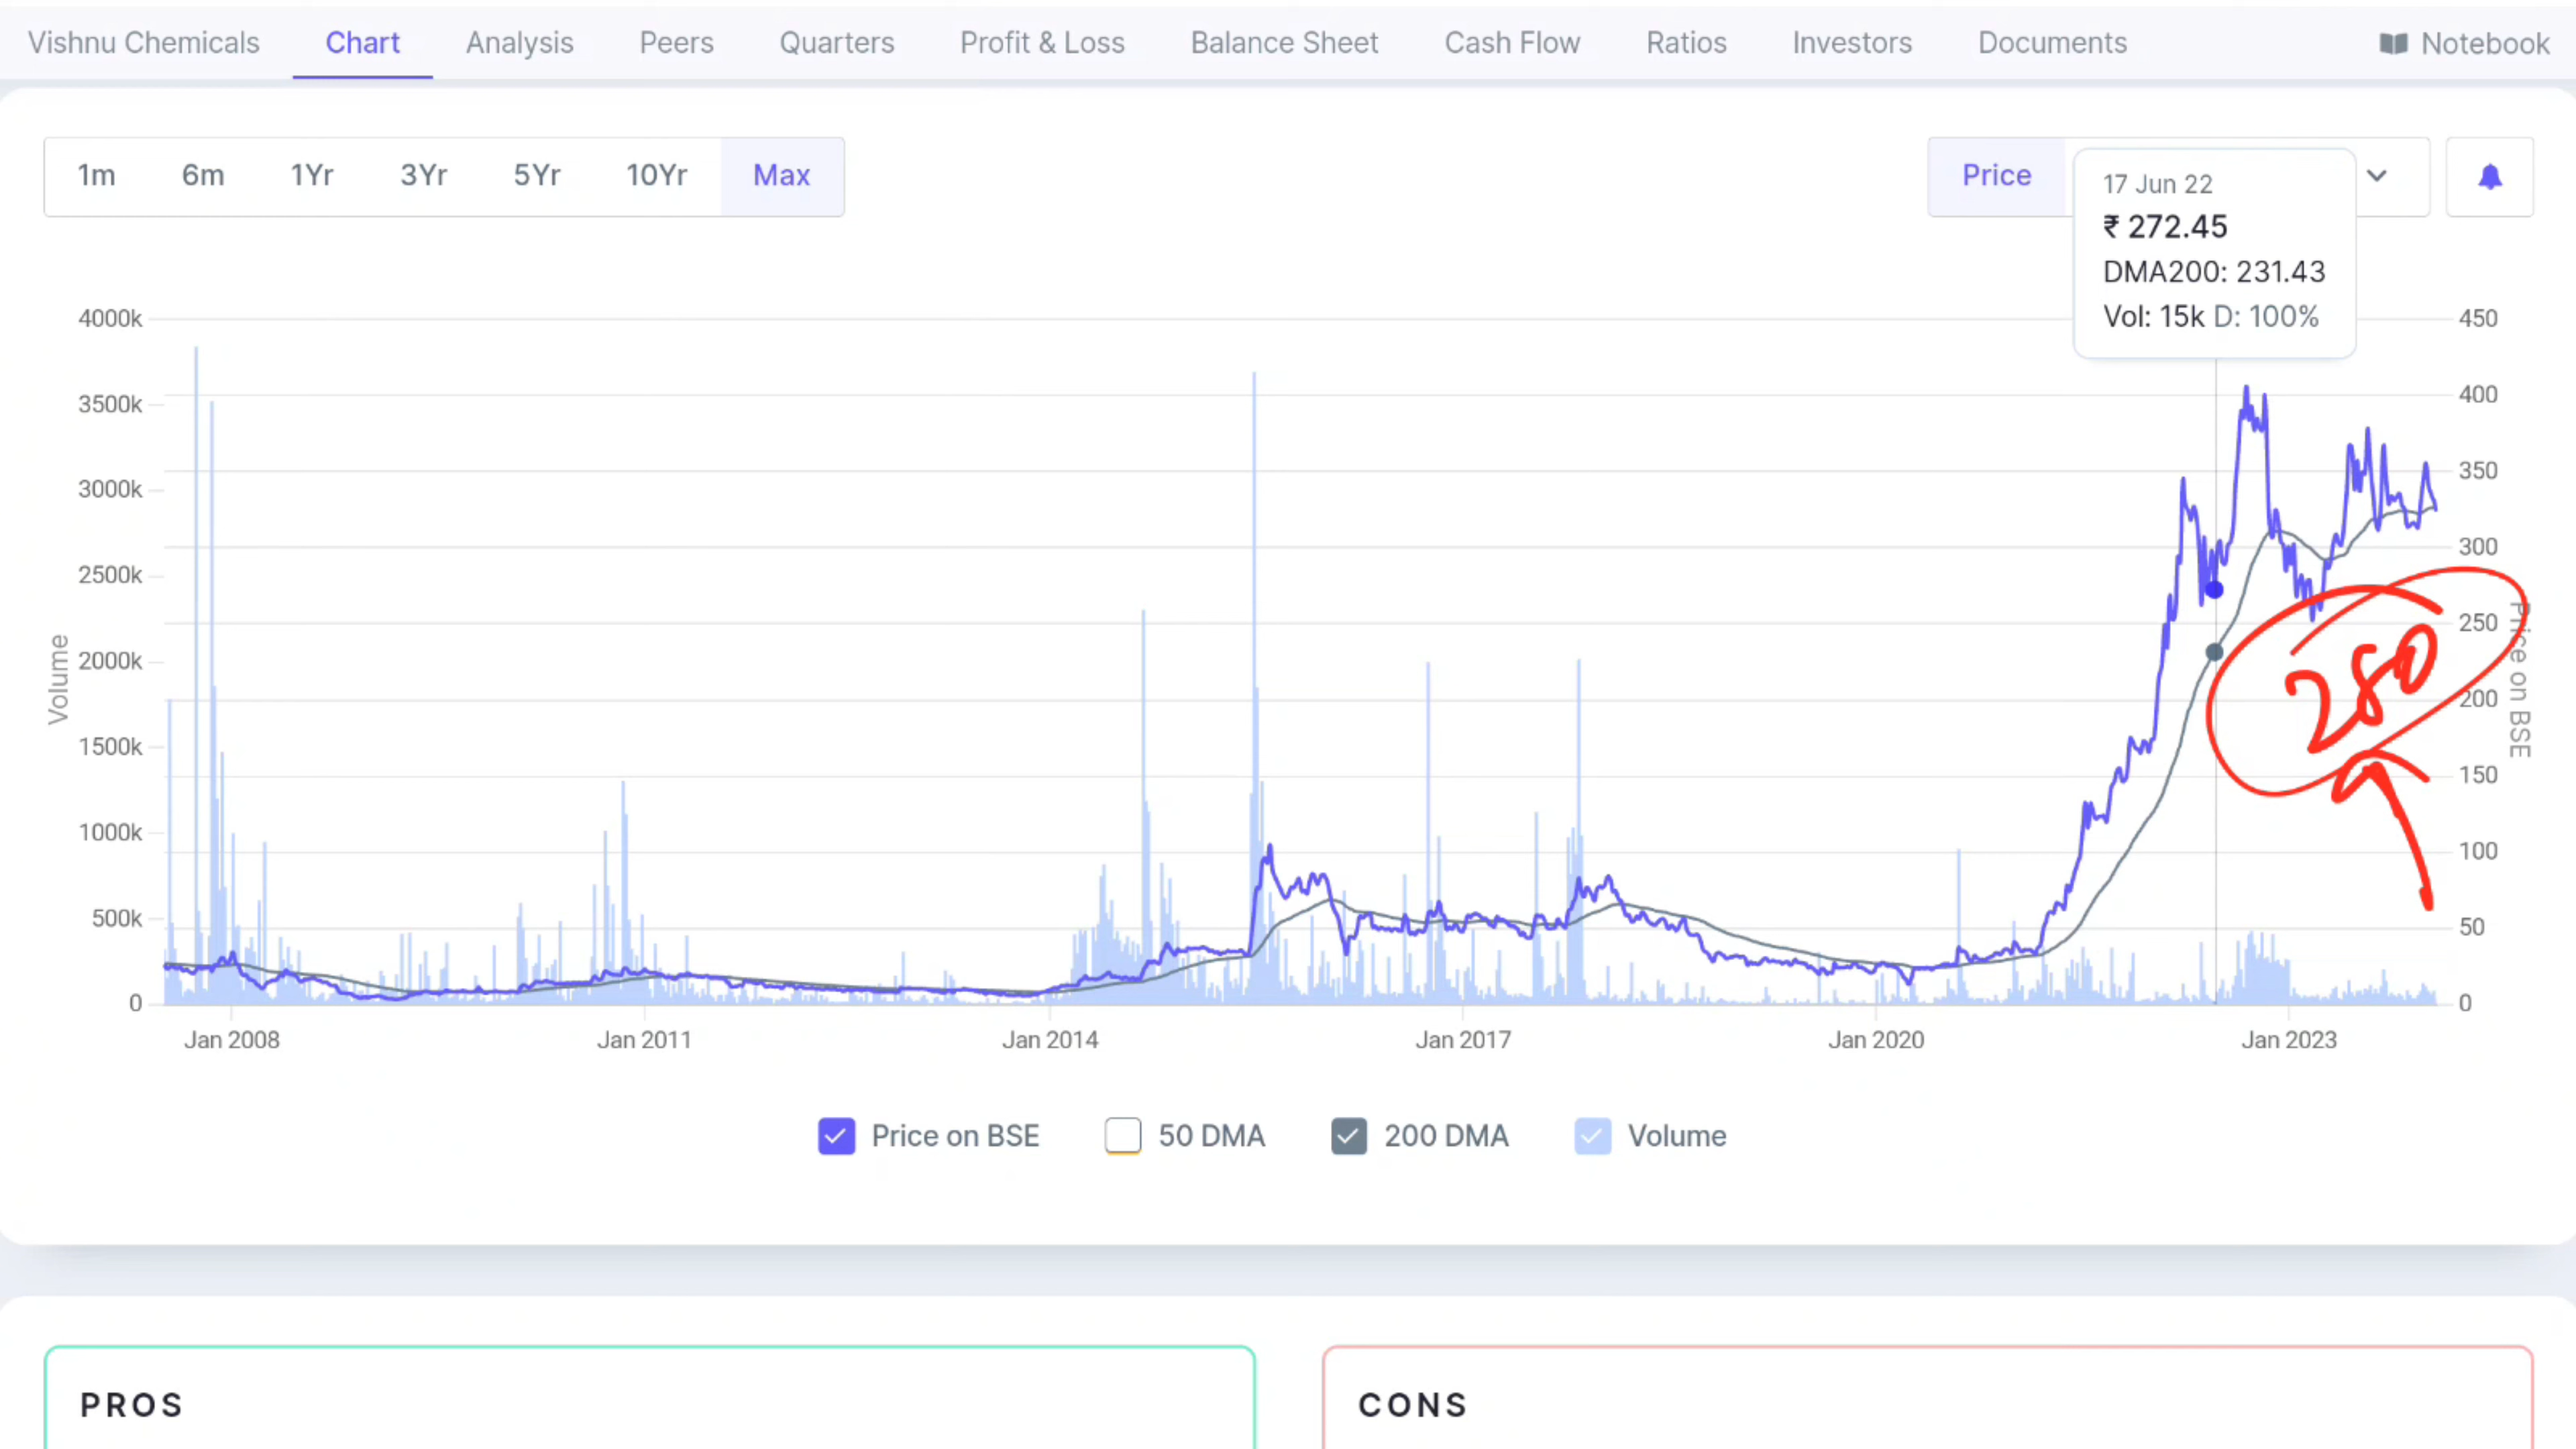 Vishnu Chemicals Chart Analysis Peers Quarters Profit & Loss Balance Sheet Cash Flow Ratios Investors Documents Notebook
1m 6m 1Yr 3Yr 5Yr 10Yr Max Price
17 Jun 22
₹ 272.45
DMA200: 231.43
Vol: 15k D: 100%
4000k 450
3500k 400
3000k 350
2500k 300
2000k 250
1500k 200
1000k 150
500k 100
0 50
0
Volume
Price on BSE
280
Jan 2008 Jan 2011 Jan 2014 Jan 2017 Jan 2020 Jan 2023
Price on BSE 50 DMA 200 DMA Volume
PROS CONS